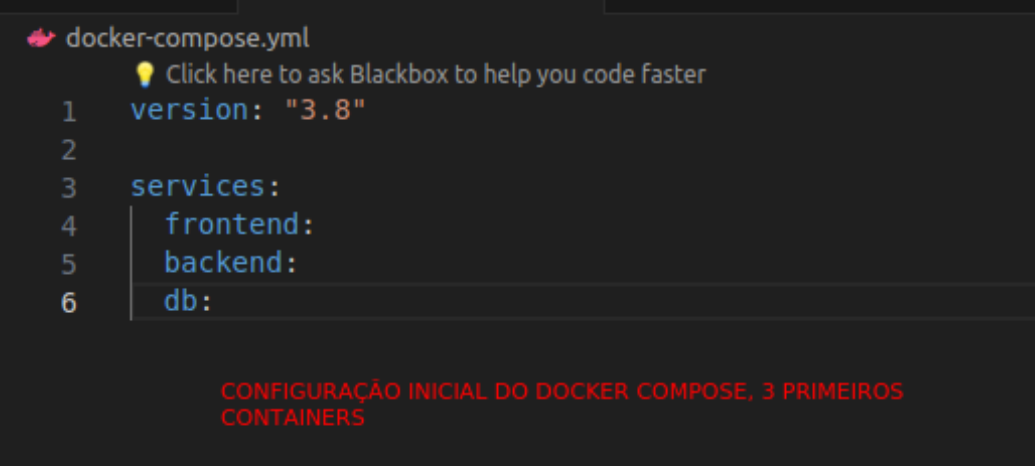 docker-compose.yml
💡 Click here to ask Blackbox to help you code faster
1 version: "3.8"
2
3 services:
4   frontend:
5   backend:
6   db:
CONFIGURAÇÃO INICIAL DO DOCKER COMPOSE, 3 PRIMEIROS
CONTAINERS